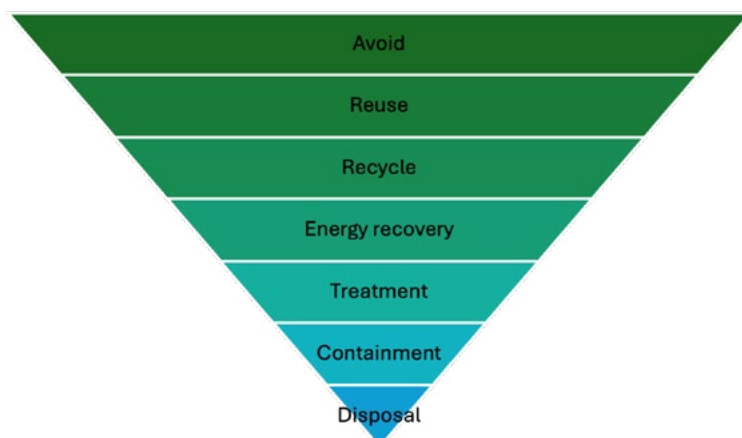 Avoid
Reuse
Recycle
Energy recovery
Treatment
Containment
Disposal